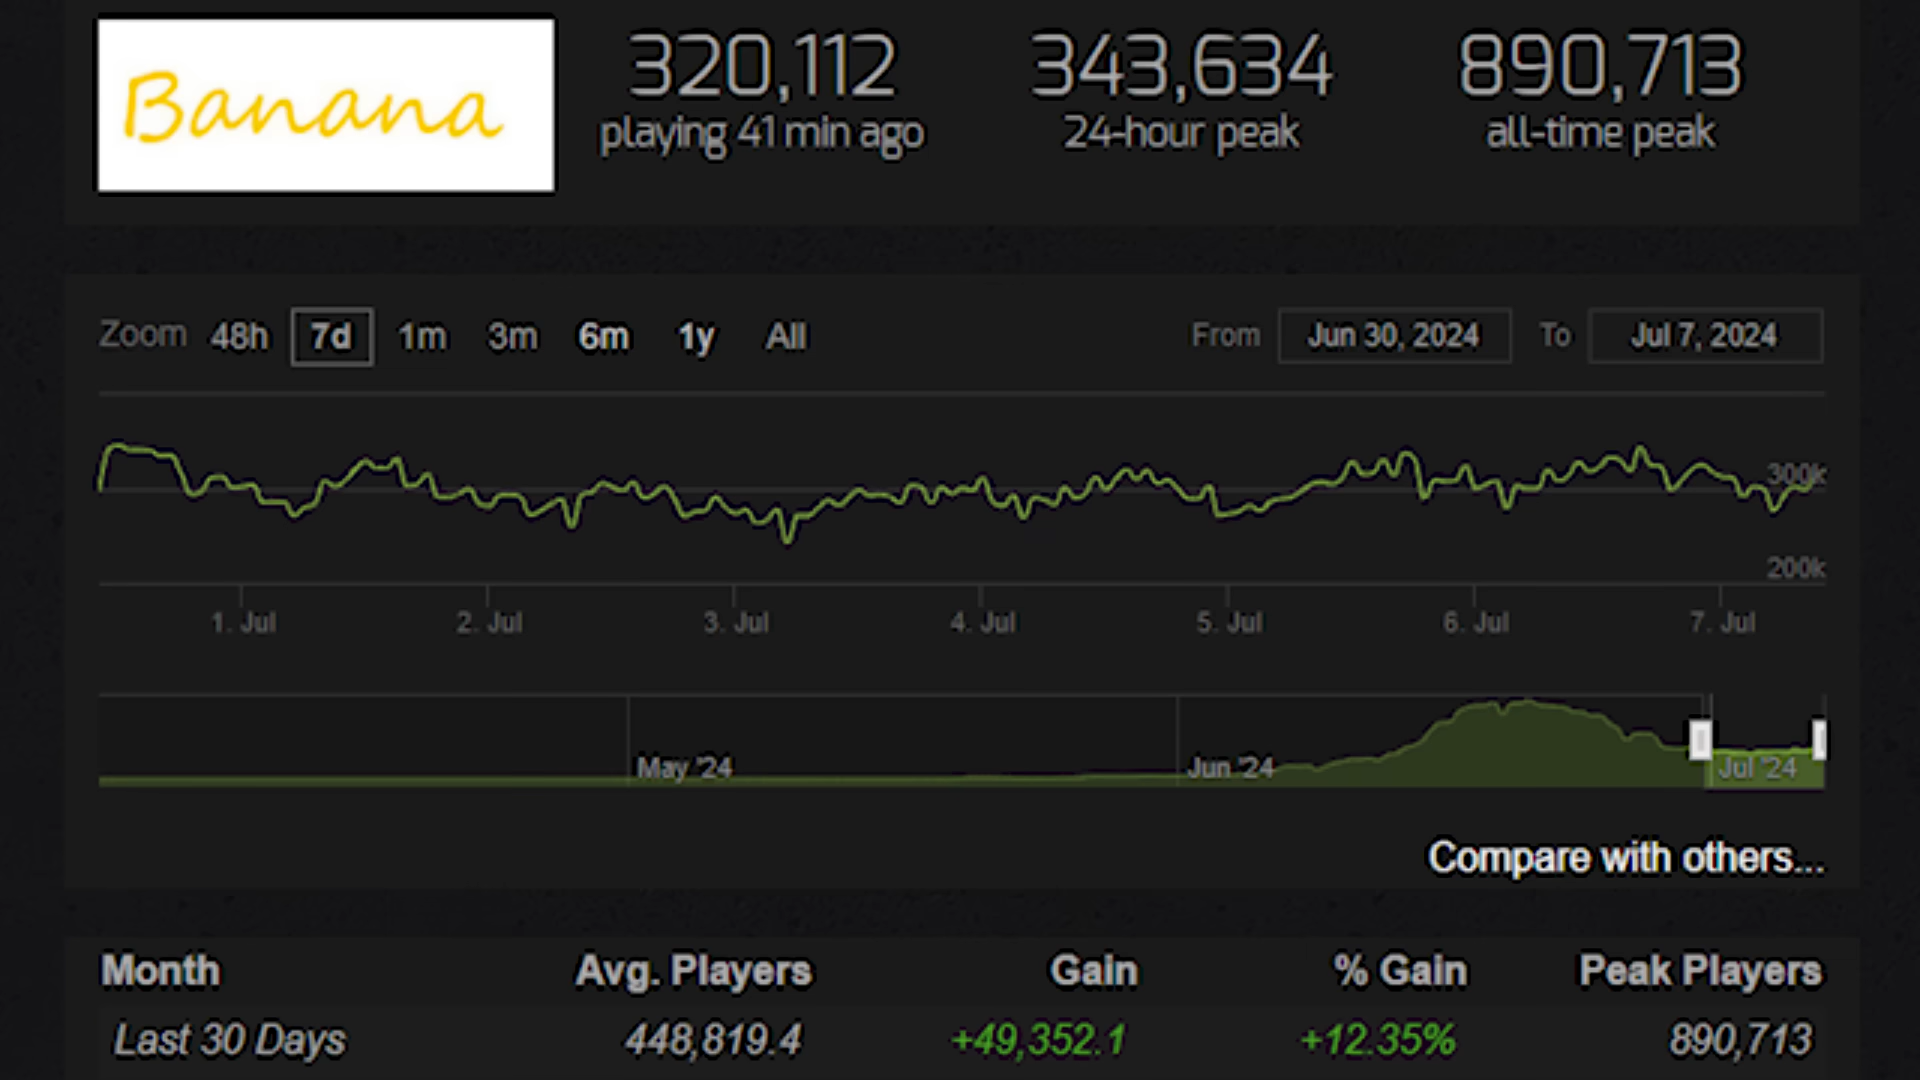 Banana
320,112 343,634 890,713
playing 41 min ago 24-hour peak all-time peak
Zoom 48h 7d 1m 3m 6m 1y All From Jun 30, 2024 To Jul 7, 2024
300k
200k
1. Jul 2. Jul 3. Jul 4. Jul 5. Jul 6. Jul 7. Jul
May '24 Jun '24 Jul '24
Compare with others...
Month Avg. Players Gain % Gain Peak Players
Last 30 Days 448,819.4 +49,352.1 +12.35% 890,713